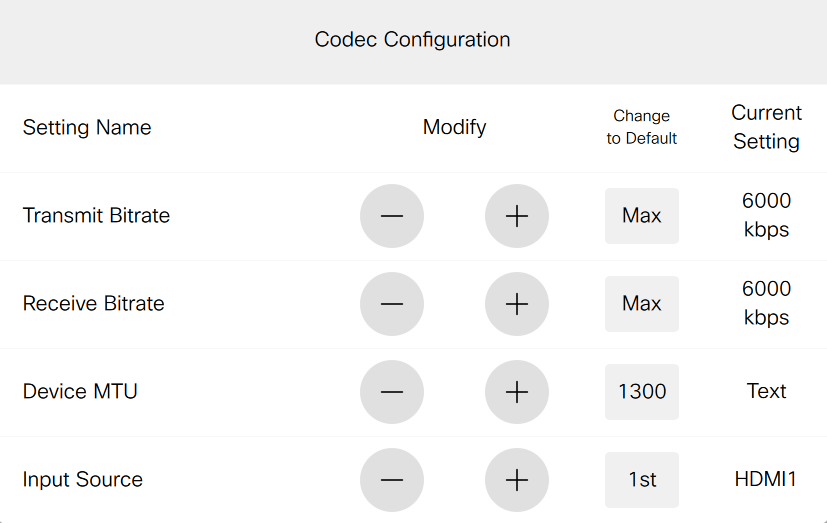 Codec Configuration
Setting Name Modify Change to Default Current Setting
Transmit Bitrate − + Max 6000 kbps
Receive Bitrate − + Max 6000 kbps
Device MTU − + 1300 Text
Input Source − + 1st HDMI1